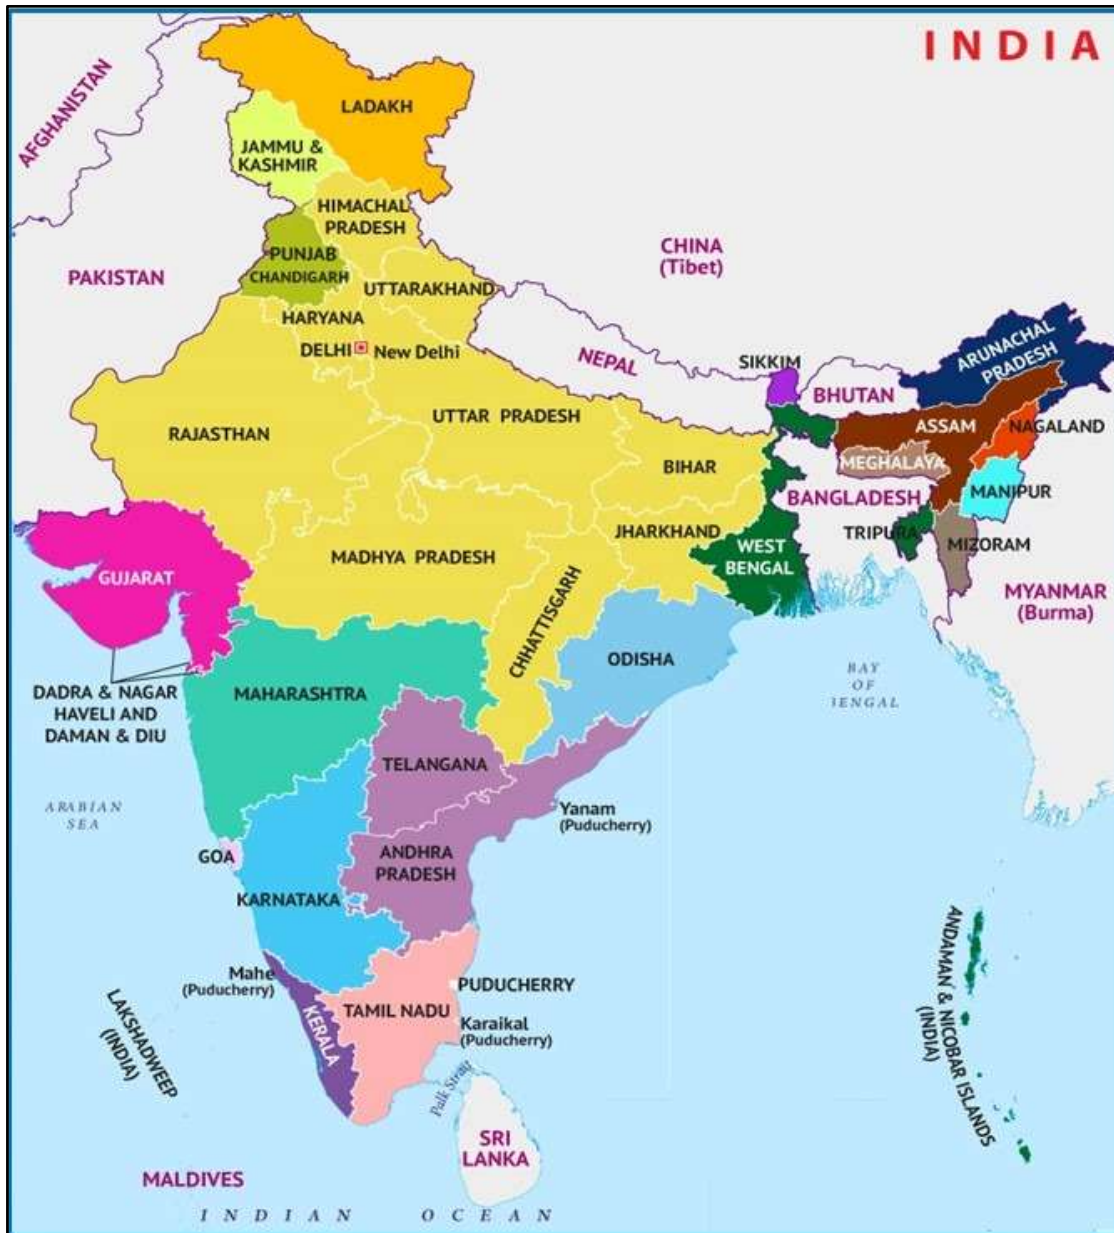 INDIA
AFGHANISTAN
LADAKH
JAMMU &
KASHMIR
HIMACHAL
PRADESH
PUNJAB
CHANDIGARH
UTTARAKHAND
HARYANA
DELHI
New Delhi
PAKISTAN
CHINA
(Tibet)
NEPAL
SIKKIM
BHUTAN
ARUNACHAL
PRADESH
ASSAM
NAGALAND
MEGHALAYA
MANIPUR
BANGLADESH
TRIPURA
MIZORAM
MYANMAR
(Burma)
RAJASTHAN
UTTAR PRADESH
BIHAR
JHARKHAND
WEST
BENGAL
MADHYA PRADESH
GUJARAT
CHHATTISGARH
ODISHA
DADRA & NAGAR
HAVELI AND
DAMAN & DIU
MAHARASHTRA
TELANGANA
BAY
OF
BENGAL
ARABIAN
SEA
Yanam
(Puducherry)
GOA
ANDHRA
PRADESH
KARNATAKA
Mahe
(Puducherry)
PUDUCHERRY
TAMIL NADU
KERALA
Karaikal
(Puducherry)
LAKSHADWEEP
(INDIA)
ANDAMAN & NICOBAR ISLANDS
(INDIA)
Palk Strait
SRI
LANKA
MALDIVES
INDIAN OCEAN